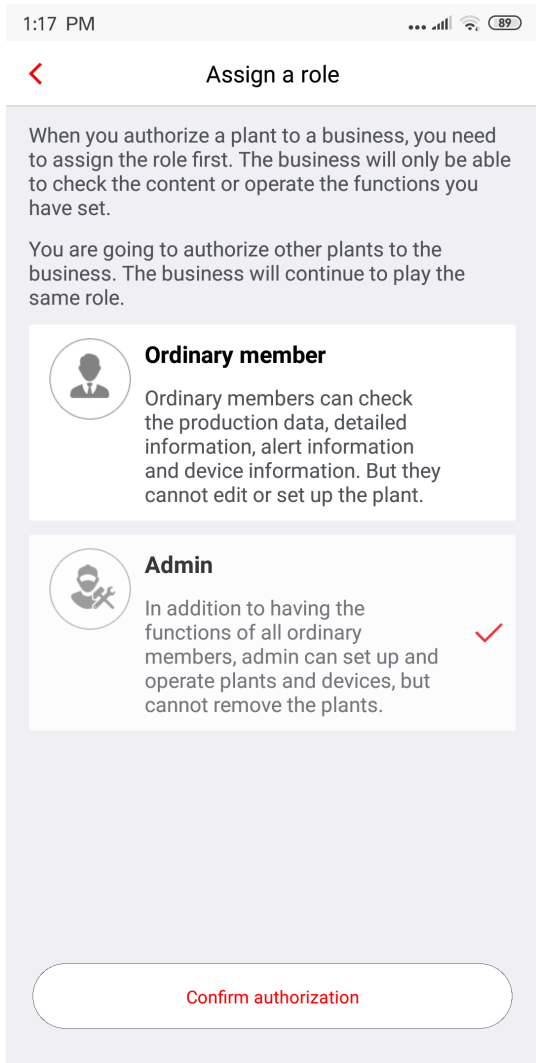 1:17 PM
89
Assign a role
When you authorize a plant to a business, you need
to assign the role first. The business will only be able
to check the content or operate the functions you
have set.
You are going to authorize other plants to the
business. The business will continue to play the
same role.
Ordinary member
Ordinary members can check
the production data, detailed
information, alert information
and device information. But they
cannot edit or set up the plant.
Admin
In addition to having the
functions of all ordinary
members, admin can set up and
operate plants and devices, but
cannot remove the plants.
Confirm authorization